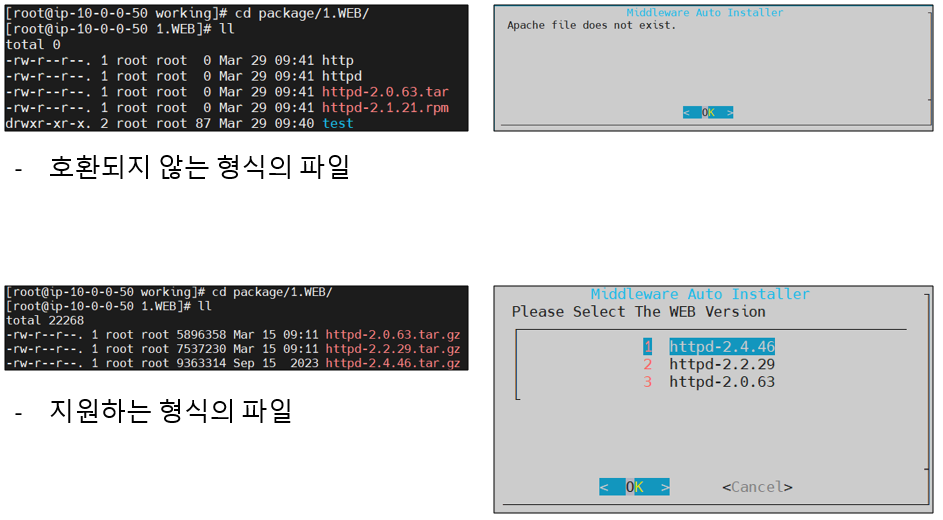 [root@ip-10-0-0-50 working]# cd package/1.WEB/
[root@ip-10-0-0-50 1.WEB]# ll
total 0
-rw-r--r--. 1 root root  0 Mar 29 09:41 http
-rw-r--r--. 1 root root  0 Mar 29 09:41 httpd
-rw-r--r--. 1 root root  0 Mar 29 09:41 httpd-2.0.63.tar
-rw-r--r--. 1 root root  0 Mar 29 09:41 httpd-2.1.21.rpm
drwxr-xr-x. 2 root root 87 Mar 29 09:40 test
Middleware Auto Installer
Apache file does not exist.
< OK >
- 호환되지 않는 형식의 파일
[root@ip-10-0-0-50 working]# cd package/1.WEB/
[root@ip-10-0-0-50 1.WEB]# ll
total 22268
-rw-r--r--. 1 root root 5896358 Mar 15 09:11 httpd-2.0.63.tar.gz
-rw-r--r--. 1 root root 7537230 Mar 15 09:11 httpd-2.2.29.tar.gz
-rw-r--r--. 1 root root 9363314 Sep 15  2023 httpd-2.4.46.tar.gz
Middleware Auto Installer
Please Select The WEB Version
1 httpd-2.4.46
2 httpd-2.2.29
3 httpd-2.0.63
< OK > <Cancel>
- 지원하는 형식의 파일